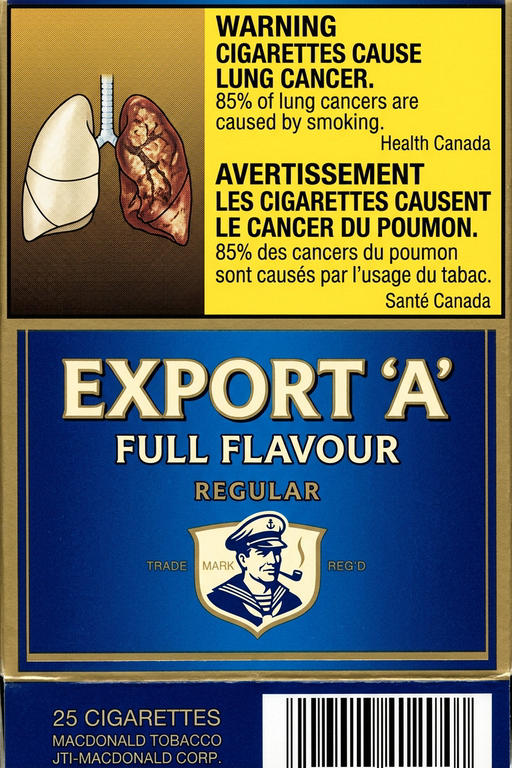 WARNING
CIGARETTES CAUSE
LUNG CANCER.
85% of lung cancers are
caused by smoking.
Health Canada
AVERTISSEMENT
LES CIGARETTES CAUSENT
LE CANCER DU POUMON.
85% des cancers du poumon
sont causés par l'usage du tabac.
Santé Canada
EXPORT ‘A’
FULL FLAVOUR
REGULAR
TRADE MARK REG'D
25 CIGARETTES
MACDONALD TOBACCO
JTI-MACDONALD CORP.